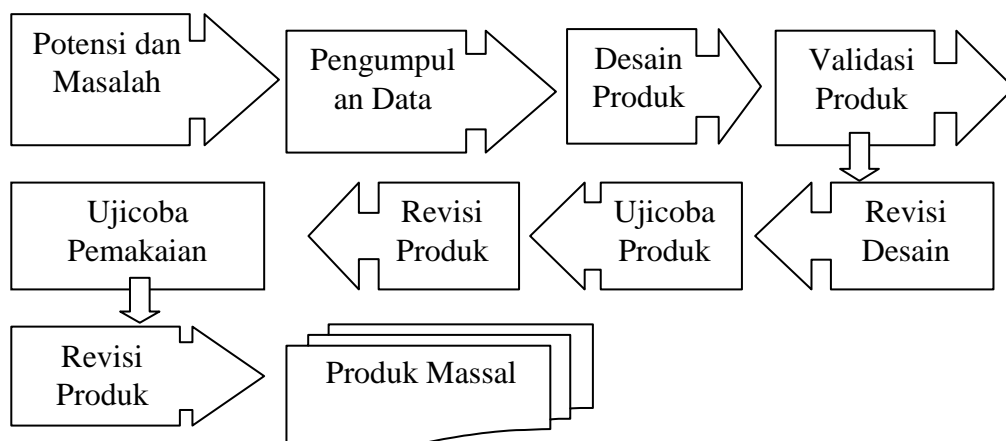 Potensi dan
Masalah
Pengumpul
an Data
Desain
Produk
Validasi
Produk
Revisi
Desain
Ujicoba
Produk
Revisi
Produk
Ujicoba
Pemakaian
Revisi
Produk
Produk Massal